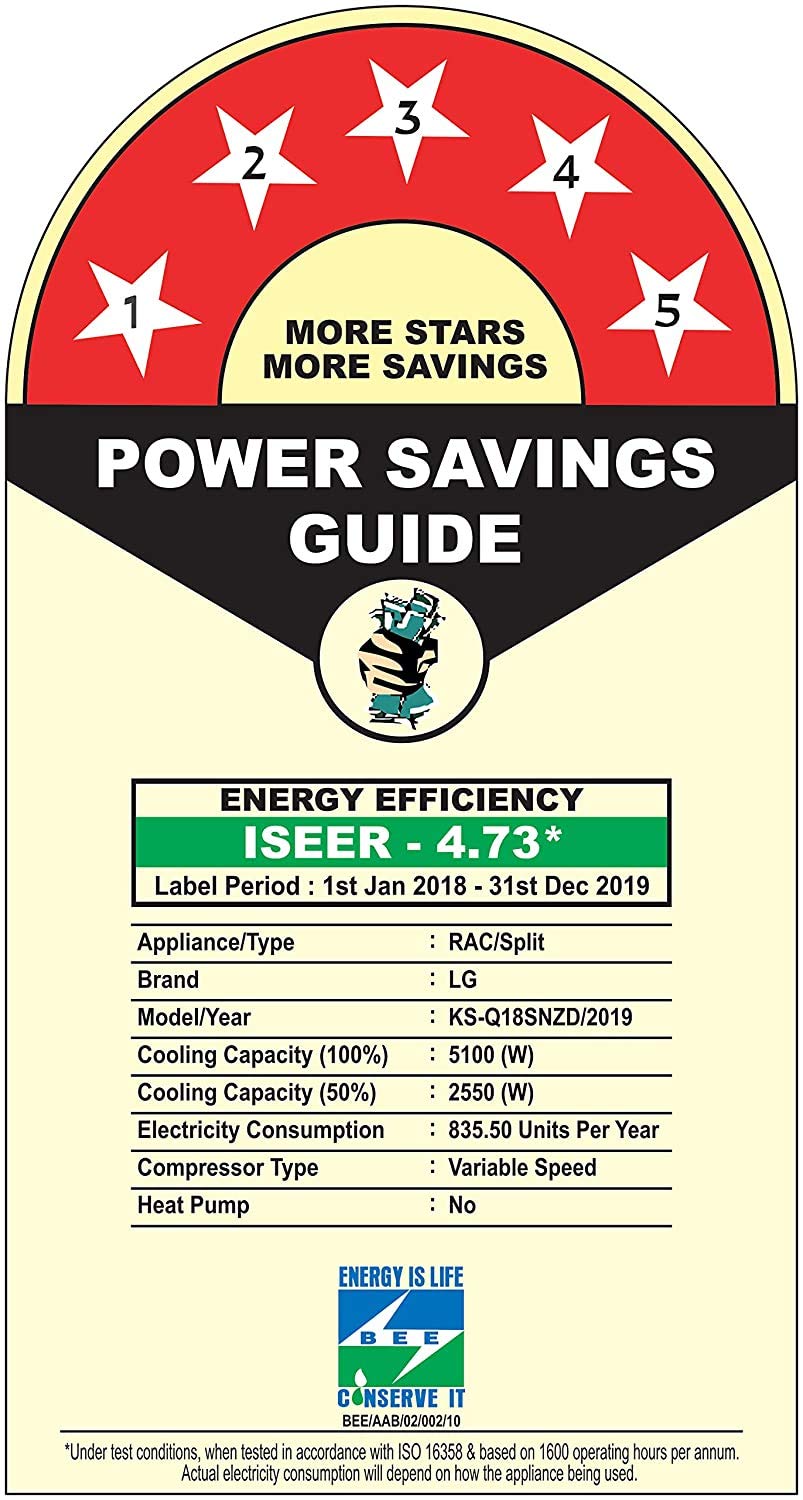 1
2
3
4
5
MORE STARS
MORE SAVINGS
POWER SAVINGS
GUIDE
ENERGY EFFICIENCY
ISEER - 4.73*
Label Period : 1st Jan 2018 - 31st Dec 2019
Appliance/Type : RAC/Split
Brand : LG
Model/Year : KS-Q18SNZD/2019
Cooling Capacity (100%) : 5100 (W)
Cooling Capacity (50%) : 2550 (W)
Electricity Consumption : 835.50 Units Per Year
Compressor Type : Variable Speed
Heat Pump : No
ENERGY IS LIFE
BEE
CONSERVE IT
BEE/AAB/02/002/10
*Under test conditions, when tested in accordance with ISO 16358 & based on 1600 operating hours per annum.
Actual electricity consumption will depend on how the appliance being used.